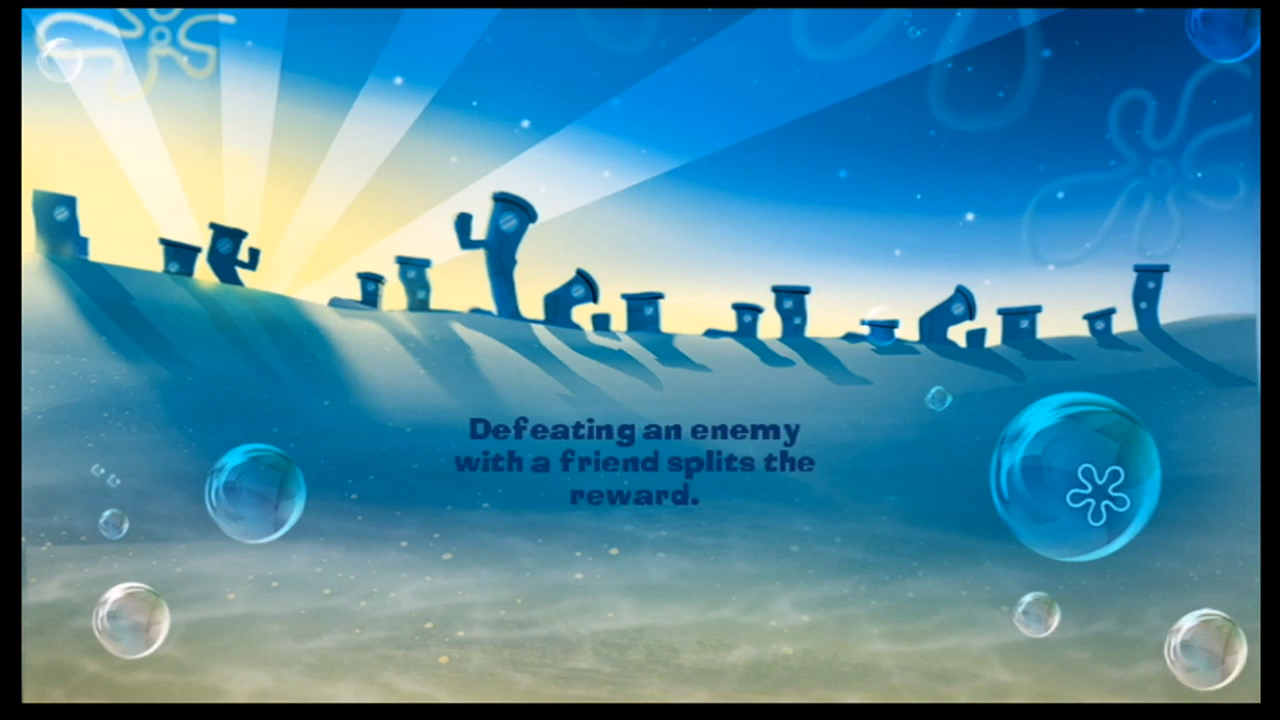 Defeating an enemy
with a friend splits the
reward.